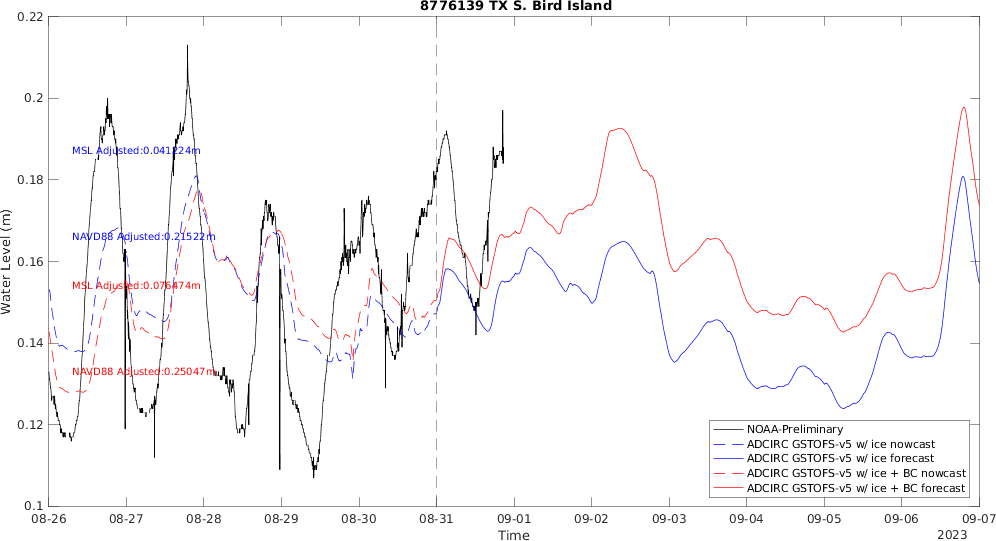 8776139 TX S. Bird Island
Water Level (m)
0.22
0.2
0.18
0.16
0.14
0.12
0.1
MSL Adjusted:0.041224m
NAVD88 Adjusted:0.21522m
MSL Adjusted:0.076474m
NAVD88 Adjusted:0.25047m
NOAA-Preliminary
ADCIRC GSTOFS-v5 w/ ice nowcast
ADCIRC GSTOFS-v5 w/ ice forecast
ADCIRC GSTOFS-v5 w/ ice + BC nowcast
ADCIRC GSTOFS-v5 w/ ice + BC forecast
08-26 08-27 08-28 08-29 08-30 08-31 09-01 09-02 09-03 09-04 09-05 09-06 09-07
Time
2023